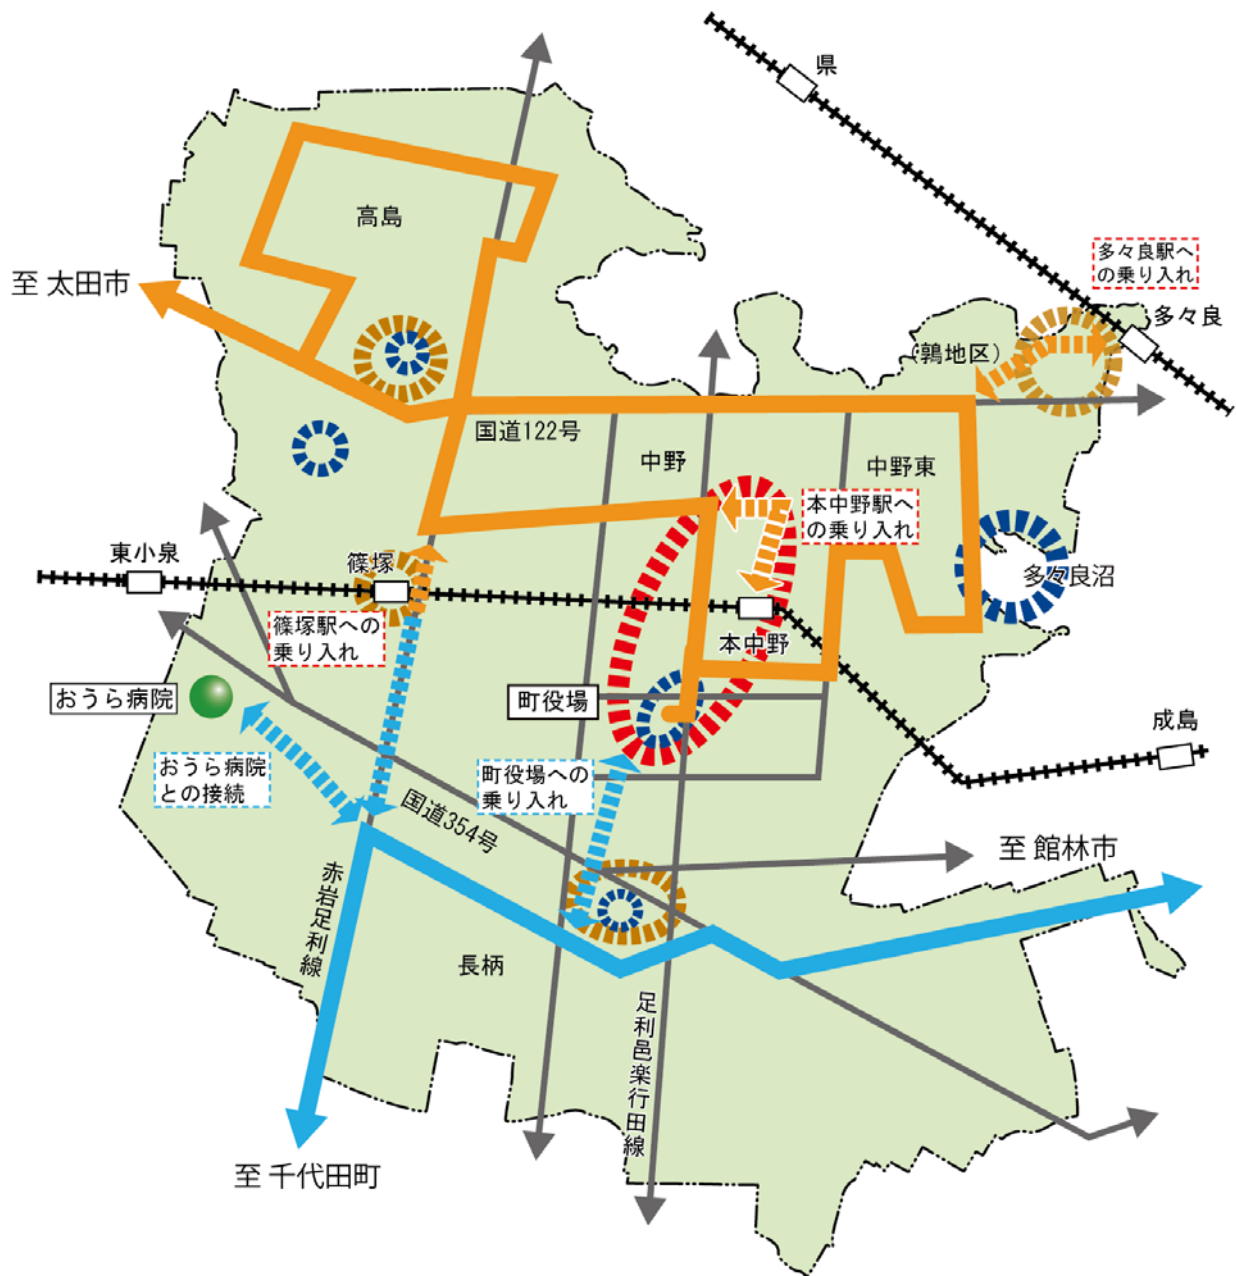 県
高島
多々良駅へ
の乗り入れ
至 太田市
多々良
(鶉地区)
国道122号
中野
中野東
本中野駅へ
の乗り入れ
東小泉
篠塚
多々良沼
篠塚駅への
乗り入れ
本中野
おうら病院
町役場
成島
おうら病院
との接続
町役場への
乗り入れ
国道354号
至 館林市
赤岩足利線
長柄
足利邑楽行田線
至 千代田町